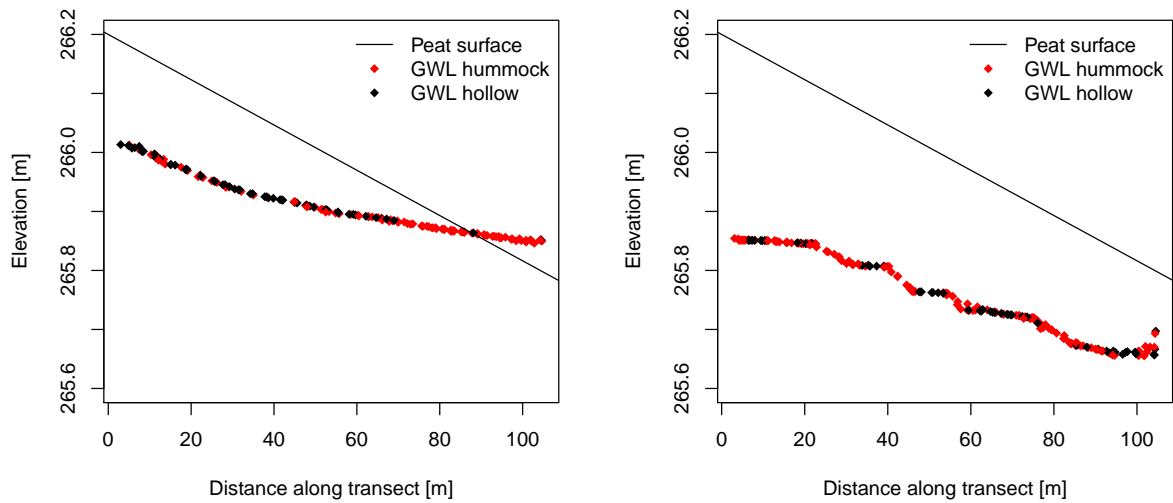 Elevation [m]
266.2
266.0
265.8
265.6
Peat surface
GWL hummock
GWL hollow
0 20 40 60 80 100
Distance along transect [m]
Elevation [m]
266.2
266.0
265.8
265.6
Peat surface
GWL hummock
GWL hollow
0 20 40 60 80 100
Distance along transect [m]